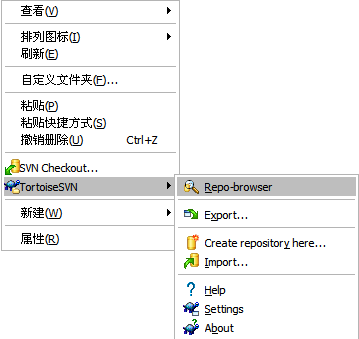 查看(V)
排列图标(I)
刷新(E)
自定义文件夹(F)...
粘贴(P)
粘贴快捷方式(S)
撤销删除(U) Ctrl+Z
SVN Checkout...
TortoiseSVN
新建(W)
属性(R)
Repo-browser
Export...
Create repository here...
Import...
Help
Settings
About